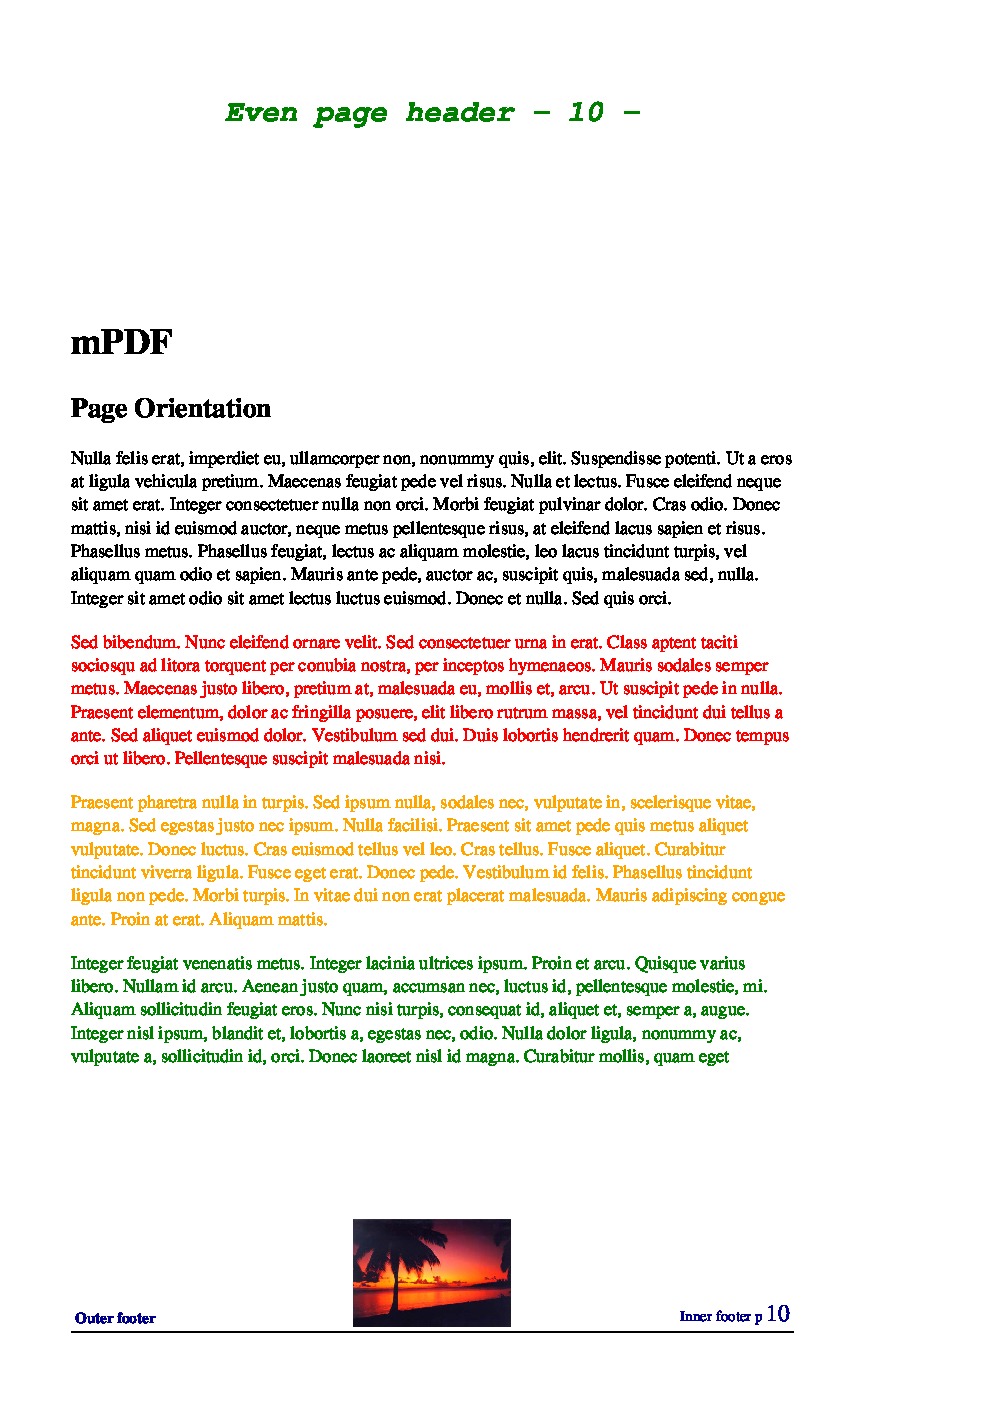 Even page header – 10 –
mPDF
Page Orientation
Nulla felis erat, imperdiet eu, ullamcorper non, nonummy quis, elit. Suspendisse potenti. Ut a eros
at ligula vehicula pretium. Maecenas feugiat pede vel risus. Nulla et lectus. Fusce eleifend neque
sit amet erat. Integer consectetuer nulla non orci. Morbi feugiat pulvinar dolor. Cras odio. Donec
mattis, nisi id euismod auctor, neque metus pellentesque risus, at eleifend lacus sapien et risus.
Phasellus metus. Phasellus feugiat, lectus ac aliquam molestie, leo lacus tincidunt turpis, vel
aliquam quam odio et sapien. Mauris ante pede, auctor ac, suscipit quis, malesuada sed, nulla.
Integer sit amet odio sit amet lectus luctus euismod. Donec et nulla. Sed quis orci.
Sed bibendum. Nunc eleifend ornare velit. Sed consectetuer urna in erat. Class aptent taciti
sociosqu ad litora torquent per conubia nostra, per inceptos hymenaeos. Mauris sodales semper
metus. Maecenas justo libero, pretium at, malesuada eu, mollis et, arcu. Ut suscipit pede in nulla.
Praesent elementum, dolor ac fringilla posuere, elit libero rutrum massa, vel tincidunt dui tellus a
ante. Sed aliquet euismod dolor. Vestibulum sed dui. Duis lobortis hendrerit quam. Donec tempus
orci ut libero. Pellentesque suscipit malesuada nisi.
Praesent pharetra nulla in turpis. Sed ipsum nulla, sodales nec, vulputate in, scelerisque vitae,
magna. Sed egestas justo nec ipsum. Nulla facilisi. Praesent sit amet pede quis metus aliquet
vulputate. Donec luctus. Cras euismod tellus vel leo. Cras tellus. Fusce aliquet. Curabitur
tincidunt viverra ligula. Fusce eget erat. Donec pede. Vestibulum id felis. Phasellus tincidunt
ligula non pede. Morbi turpis. In vitae dui non erat placerat malesuada. Mauris adipiscing congue
ante. Proin at erat. Aliquam mattis.
Integer feugiat venenatis metus. Integer lacinia ultrices ipsum. Proin et arcu. Quisque varius
libero. Nullam id arcu. Aenean justo quam, accumsan nec, luctus id, pellentesque molestie, mi.
Aliquam sollicitudin feugiat eros. Nunc nisi turpis, consequat id, aliquet et, semper a, augue.
Integer nisl ipsum, blandit et, lobortis a, egestas nec, odio. Nulla dolor ligula, nonummy ac,
vulputate a, sollicitudin id, orci. Donec laoreet nisl id magna. Curabitur mollis, quam eget
Outer footer
Inner footer p 10